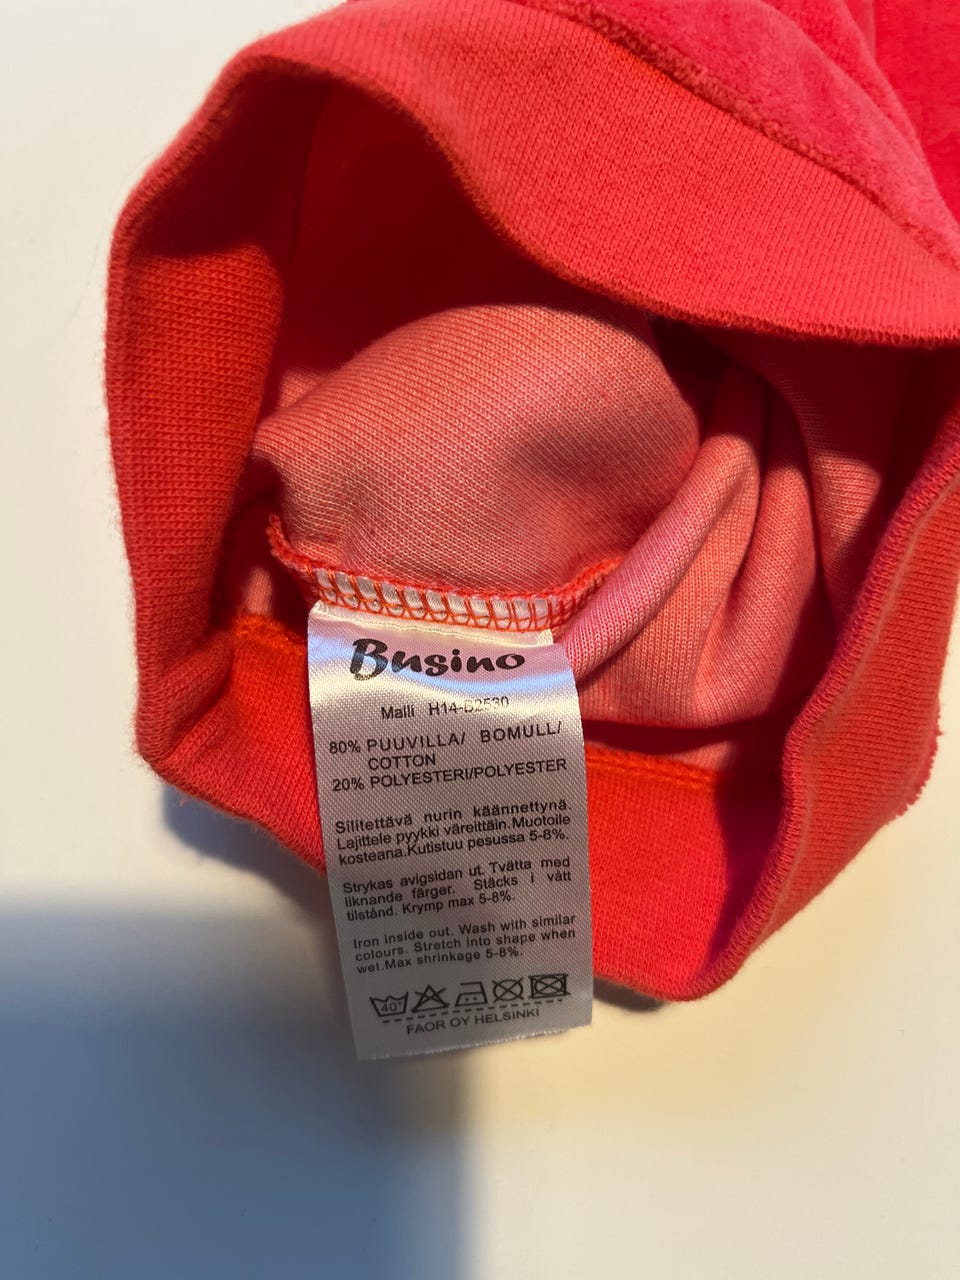 Busino
Malli H14-B2530
80% PUUVILLA/ BOMULL/
COTTON
20% POLYESTERI/POLYESTER
Silitettävä nurin käännettynä.
Lajittele pyykki väreittäin.Muotoile
kosteana.Kutistuu pesussa 5-8%.
Strykas avigsidan ut. Tvätta med
liknande färger. Stäcks i vått
tilstånd. Krymp max 5-8%.
Iron inside out. Wash with similar
colours. Stretch into shape when
wet.Max shrinkage 5-8%.
40°
FAOR OY HELSINKI